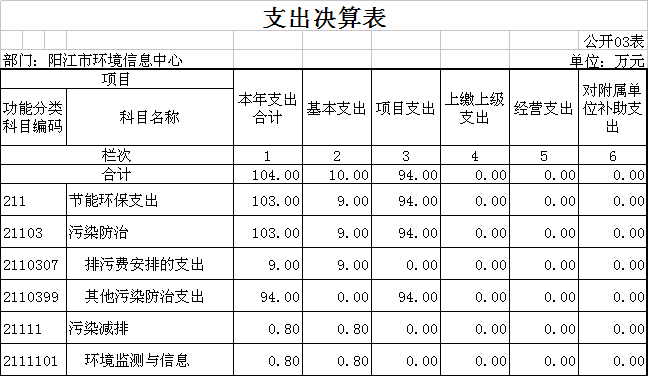 支出决算表
公开03表
部门：阳江市环境信息中心 单位：万元
项目 本年支出合计 基本支出 项目支出 上缴上级支出 经营支出 对附属单位补助支出
功能分类科目编码 科目名称
栏次 1 2 3 4 5 6
合计 104.00 10.00 94.00 0.00 0.00 0.00
211 节能环保支出 103.00 9.00 94.00 0.00 0.00 0.00
21103 污染防治 103.00 9.00 94.00 0.00 0.00 0.00
2110307 排污费安排的支出 9.00 9.00 0.00 0.00 0.00 0.00
2110399 其他污染防治支出 94.00 0.00 94.00 0.00 0.00 0.00
21111 污染减排 0.80 0.80 0.00 0.00 0.00 0.00
2111101 环境监测与信息 0.80 0.80 0.00 0.00 0.00 0.00